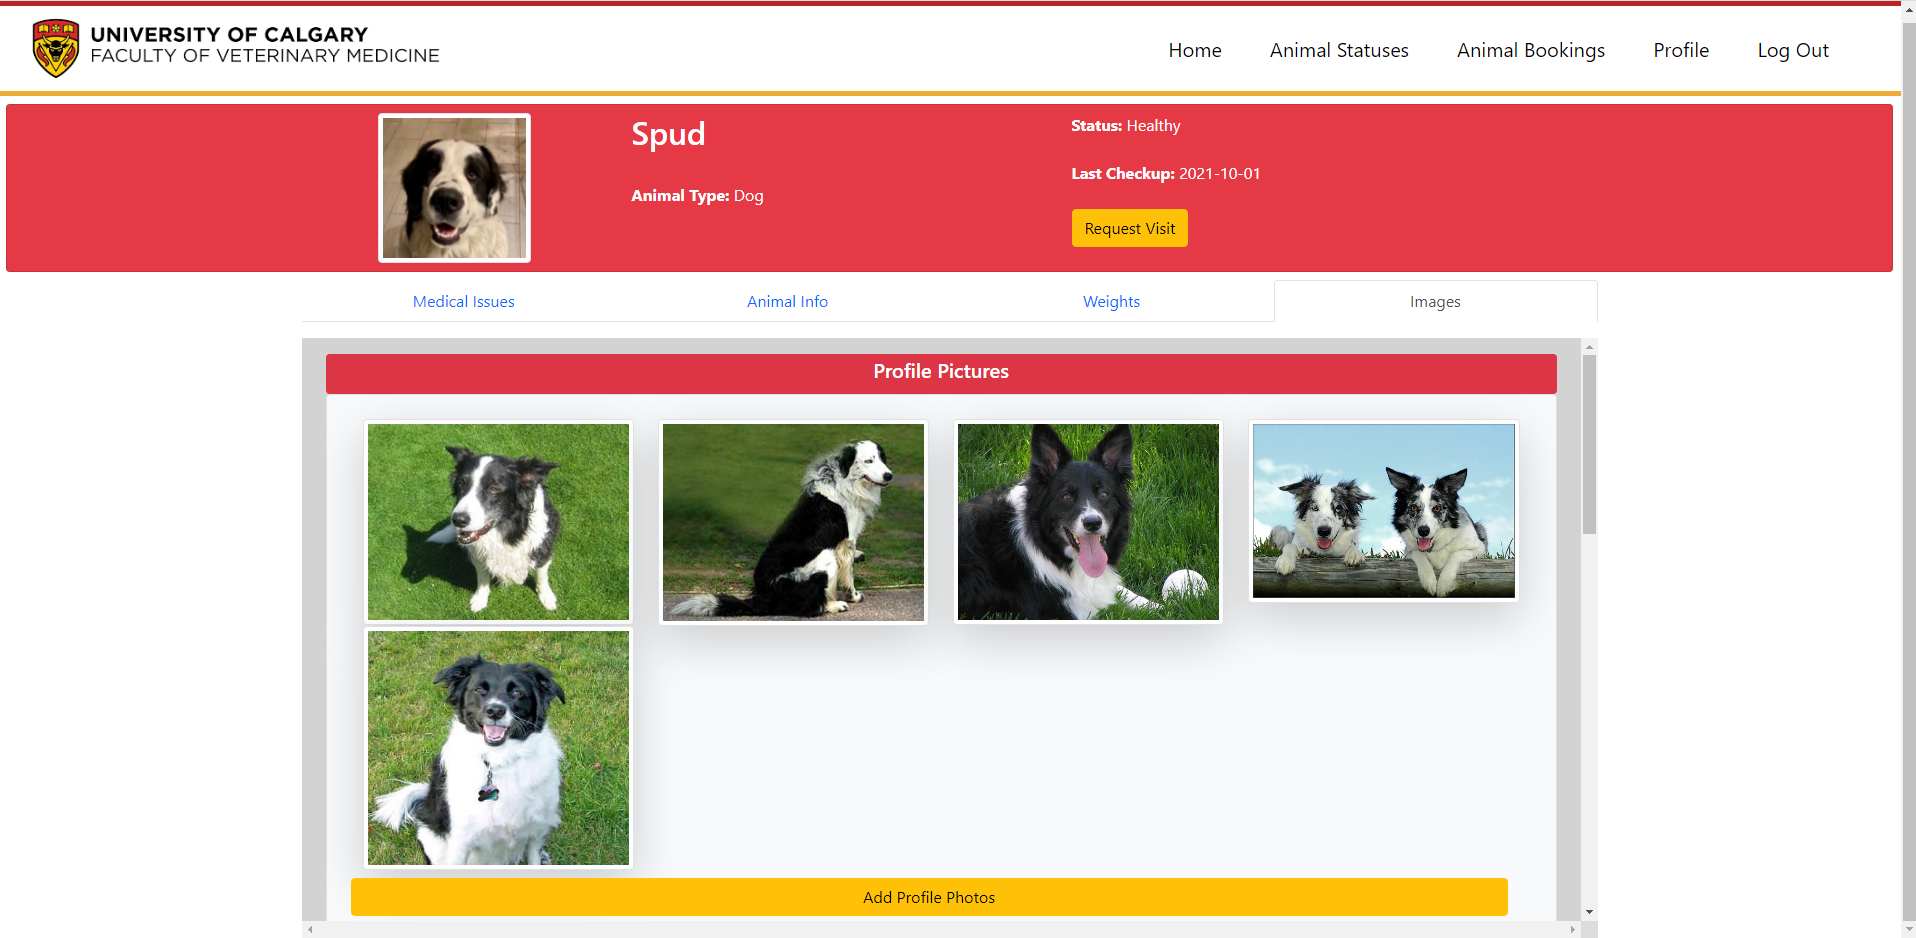 UNIVERSITY OF CALGARY
FACULTY OF VETERINARY MEDICINE
Home Animal Statuses Animal Bookings Profile Log Out
Spud
Animal Type: Dog
Status: Healthy
Last Checkup: 2021-10-01
Request Visit
Medical Issues Animal Info Weights Images
Profile Pictures
Add Profile Photos